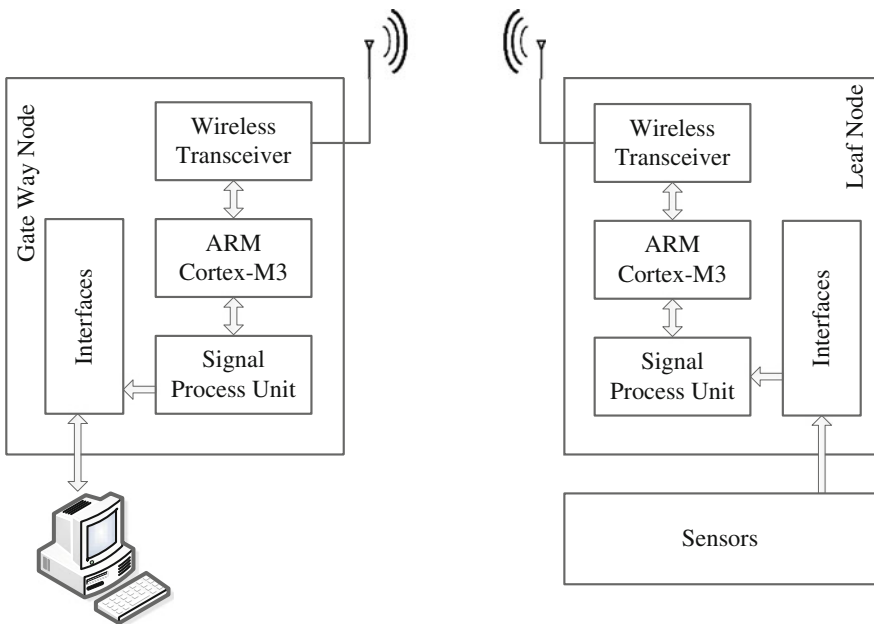 Gate Way Node
Wireless
Transceiver
ARM
Cortex-M3
Interfaces
Signal
Process Unit
Leaf Node
Wireless
Transceiver
ARM
Cortex-M3
Interfaces
Signal
Process Unit
Sensors